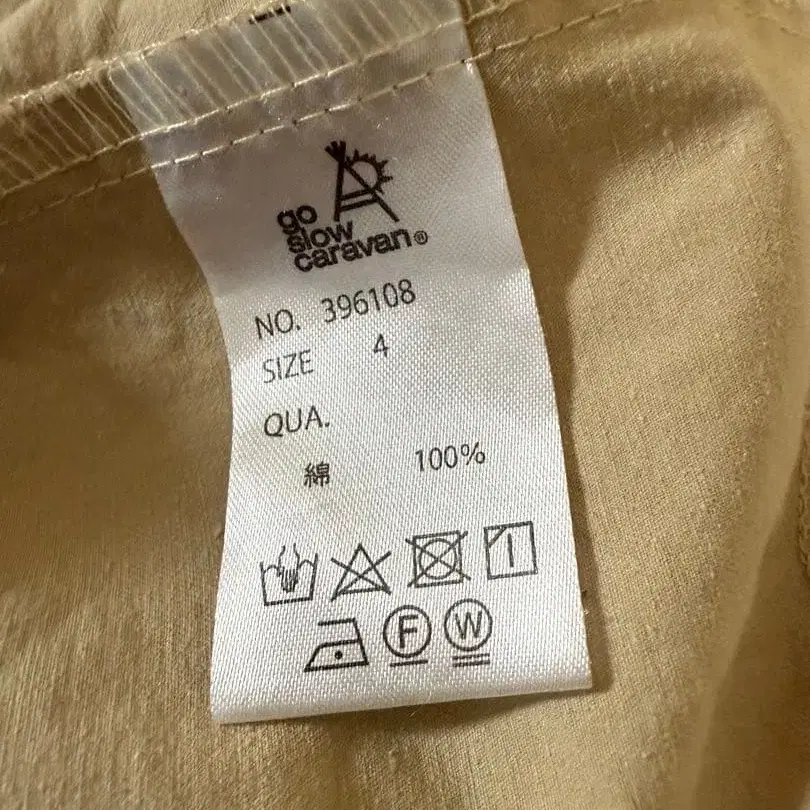 go
slow
caravan®
NO. 396108
SIZE 4
QUA.
綿 100%
F W